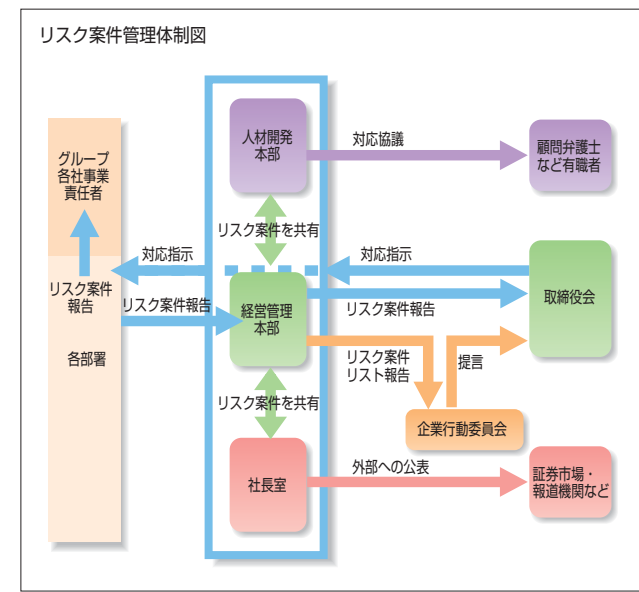 リスク案件管理体制図
グループ
各社事業
責任者
リスク案件
報告
各部署
対応指示
リスク案件報告
人材開発
本部
リスク案件を共有
経営管理
本部
リスク案件を共有
社長室
対応協議
顧問弁護士
など有職者
対応指示
リスク案件報告
取締役会
リスク案件
リスト報告
提言
企業行動委員会
外部への公表
証券市場・
報道機関など